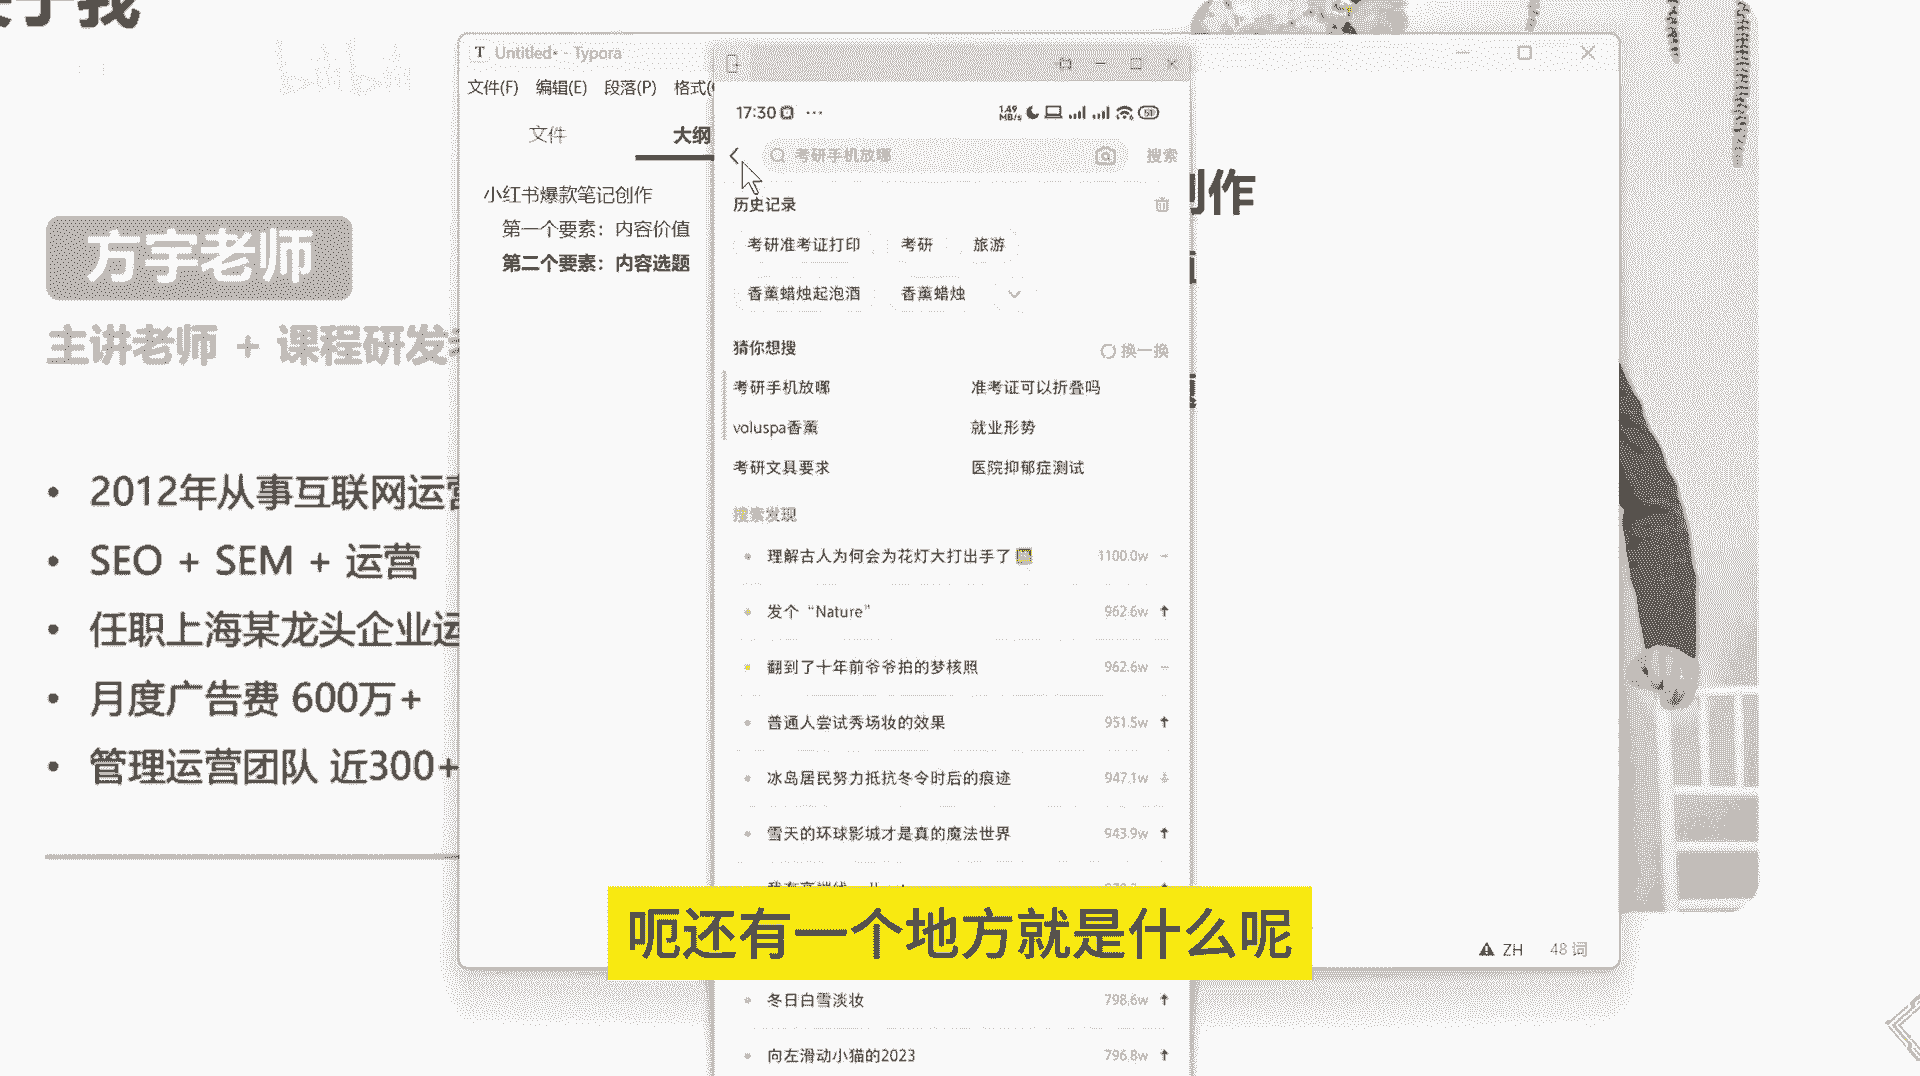 方宇老师
主讲老师 + 课程研发
2012年从事互联网运营
SEO + SEM + 运营
任职上海某龙头企业运
月度广告费 600万+
管理运营团队 近300+
Untitled• - Typora
文件(F) 编辑(E) 段落(P) 格式(
文件
大纲
小红书爆款笔记创作
第一个要素：内容价值
第二个要素：内容选题
创作
17:30
1.49 MB/s
考研手机放哪
搜索
历史记录
考研准考证打印 考研 旅游
香薰蜡烛起泡酒 香薰蜡烛
猜你想搜
换一换
考研手机放哪 准考证可以折叠吗
voluspa香薰 就业形势
考研文具要求 医院抑郁症测试
搜索发现
理解古人为何会为花灯大打出手了 1100.0w
发个“Nature” 962.6w
翻到了十年前爷爷拍的梦核照 962.6w
普通人尝试秀场妆的效果 951.5w
冰岛居民努力抵抗冬令时后的痕迹 947.1w
雪天的环球影城才是真的魔法世界 943.9w
呃还有一个地方就是什么呢
冬日白雪淡妆 798.6w
向左滑动小猫的2023 796.8w
ZH 48 词